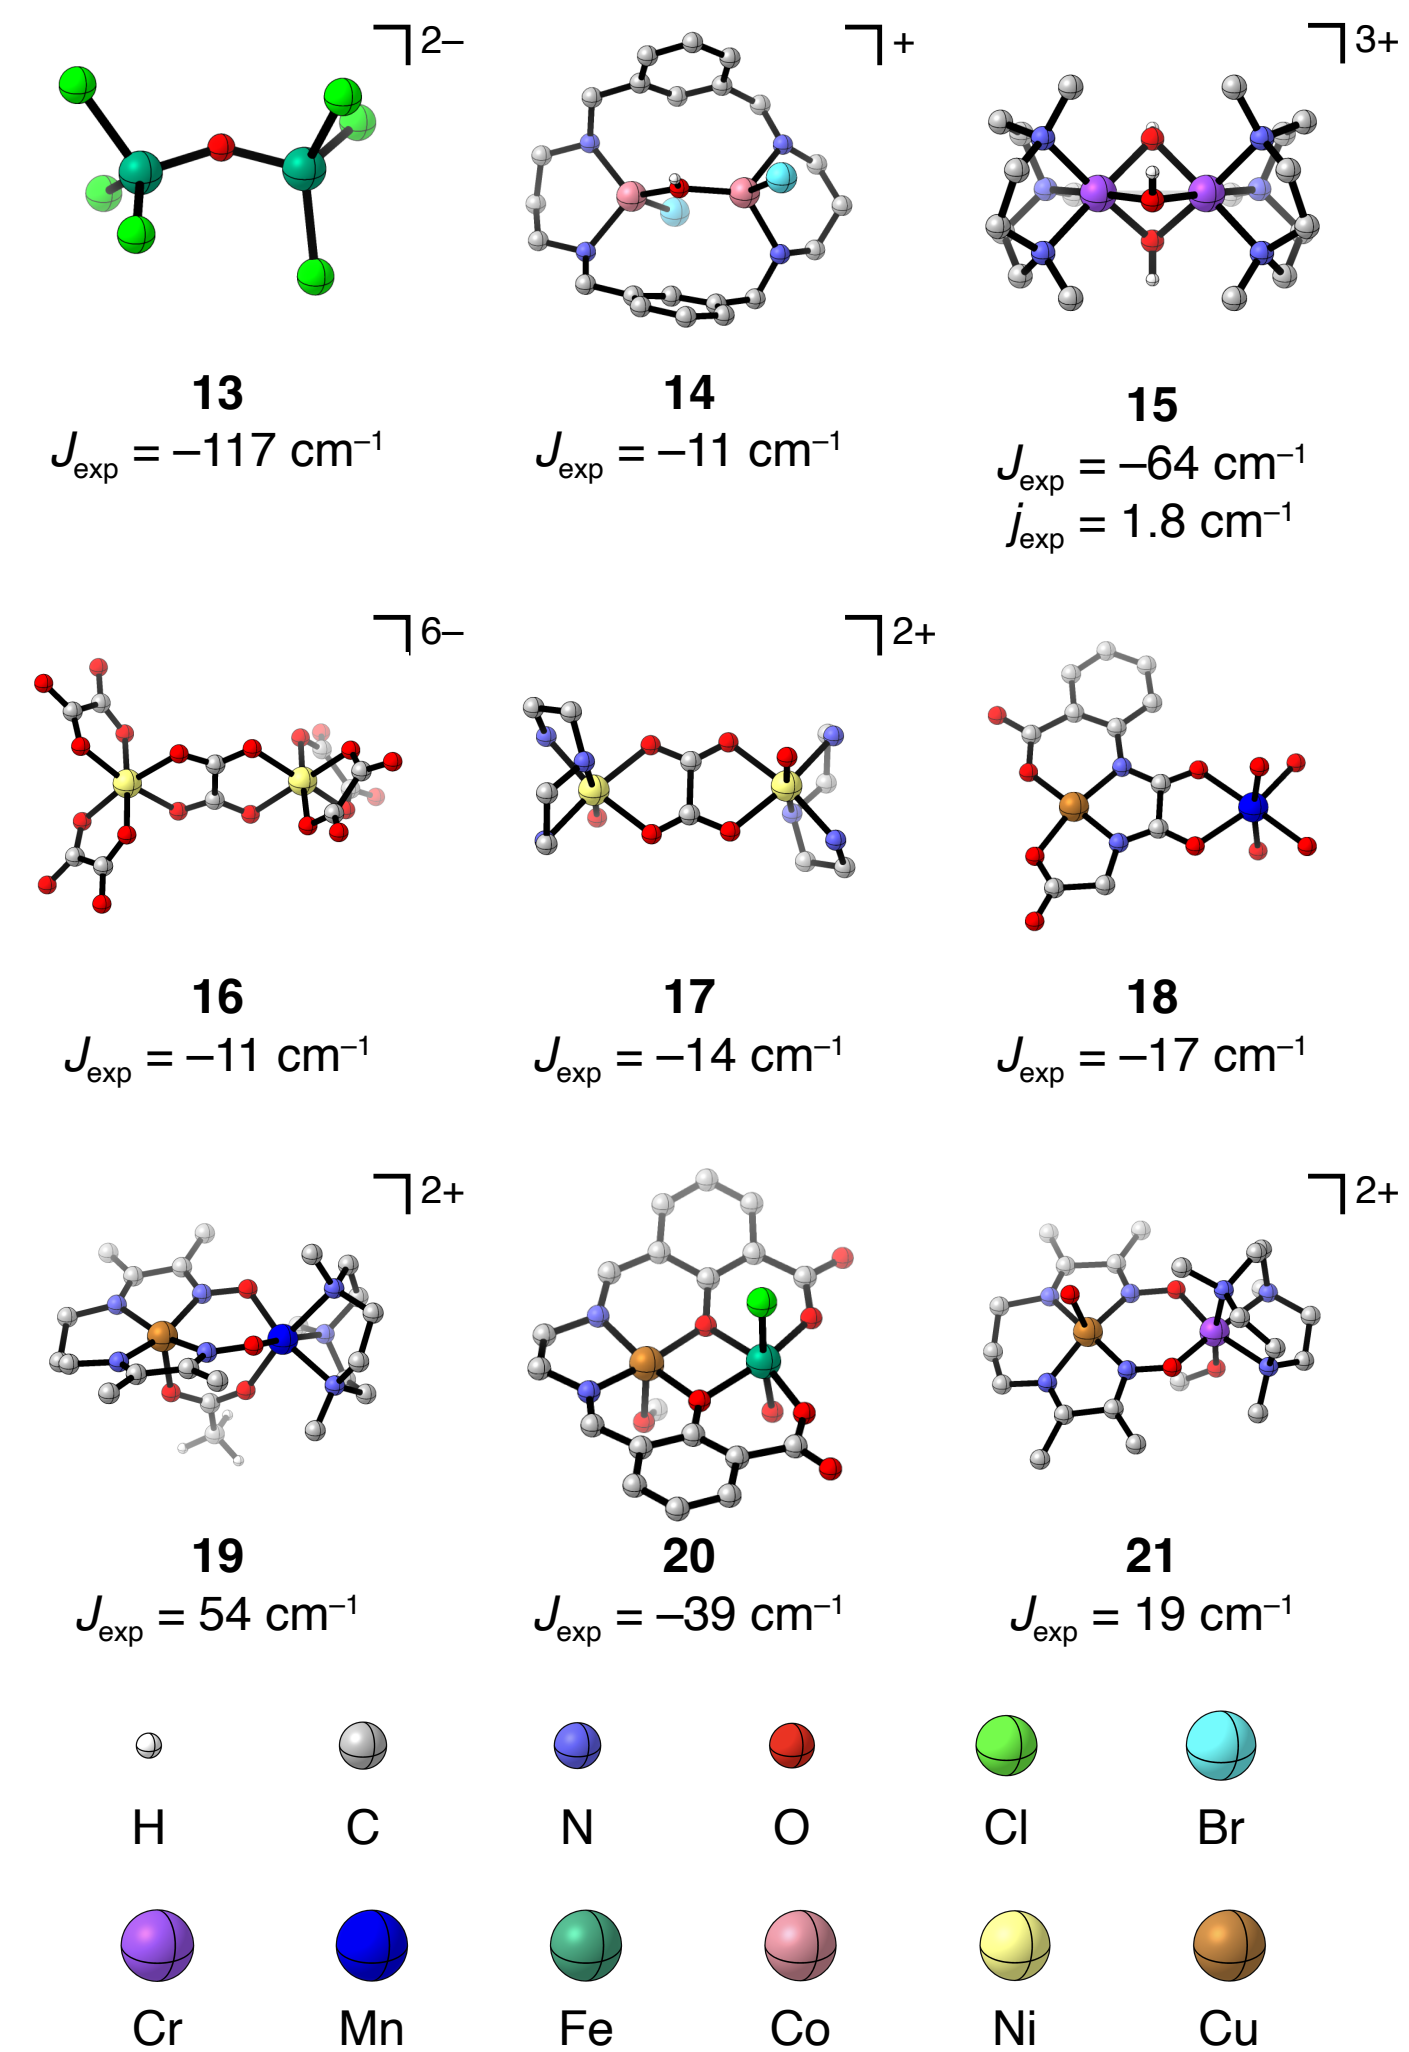 2–
+
3+
13
J_exp = –117 cm⁻¹
14
J_exp = –11 cm⁻¹
15
J_exp = –64 cm⁻¹
j_exp = 1.8 cm⁻¹
6–
2+
16
J_exp = –11 cm⁻¹
17
J_exp = –14 cm⁻¹
18
J_exp = –17 cm⁻¹
2+
2+
19
J_exp = 54 cm⁻¹
20
J_exp = –39 cm⁻¹
21
J_exp = 19 cm⁻¹
H C N O Cl Br
Cr Mn Fe Co Ni Cu